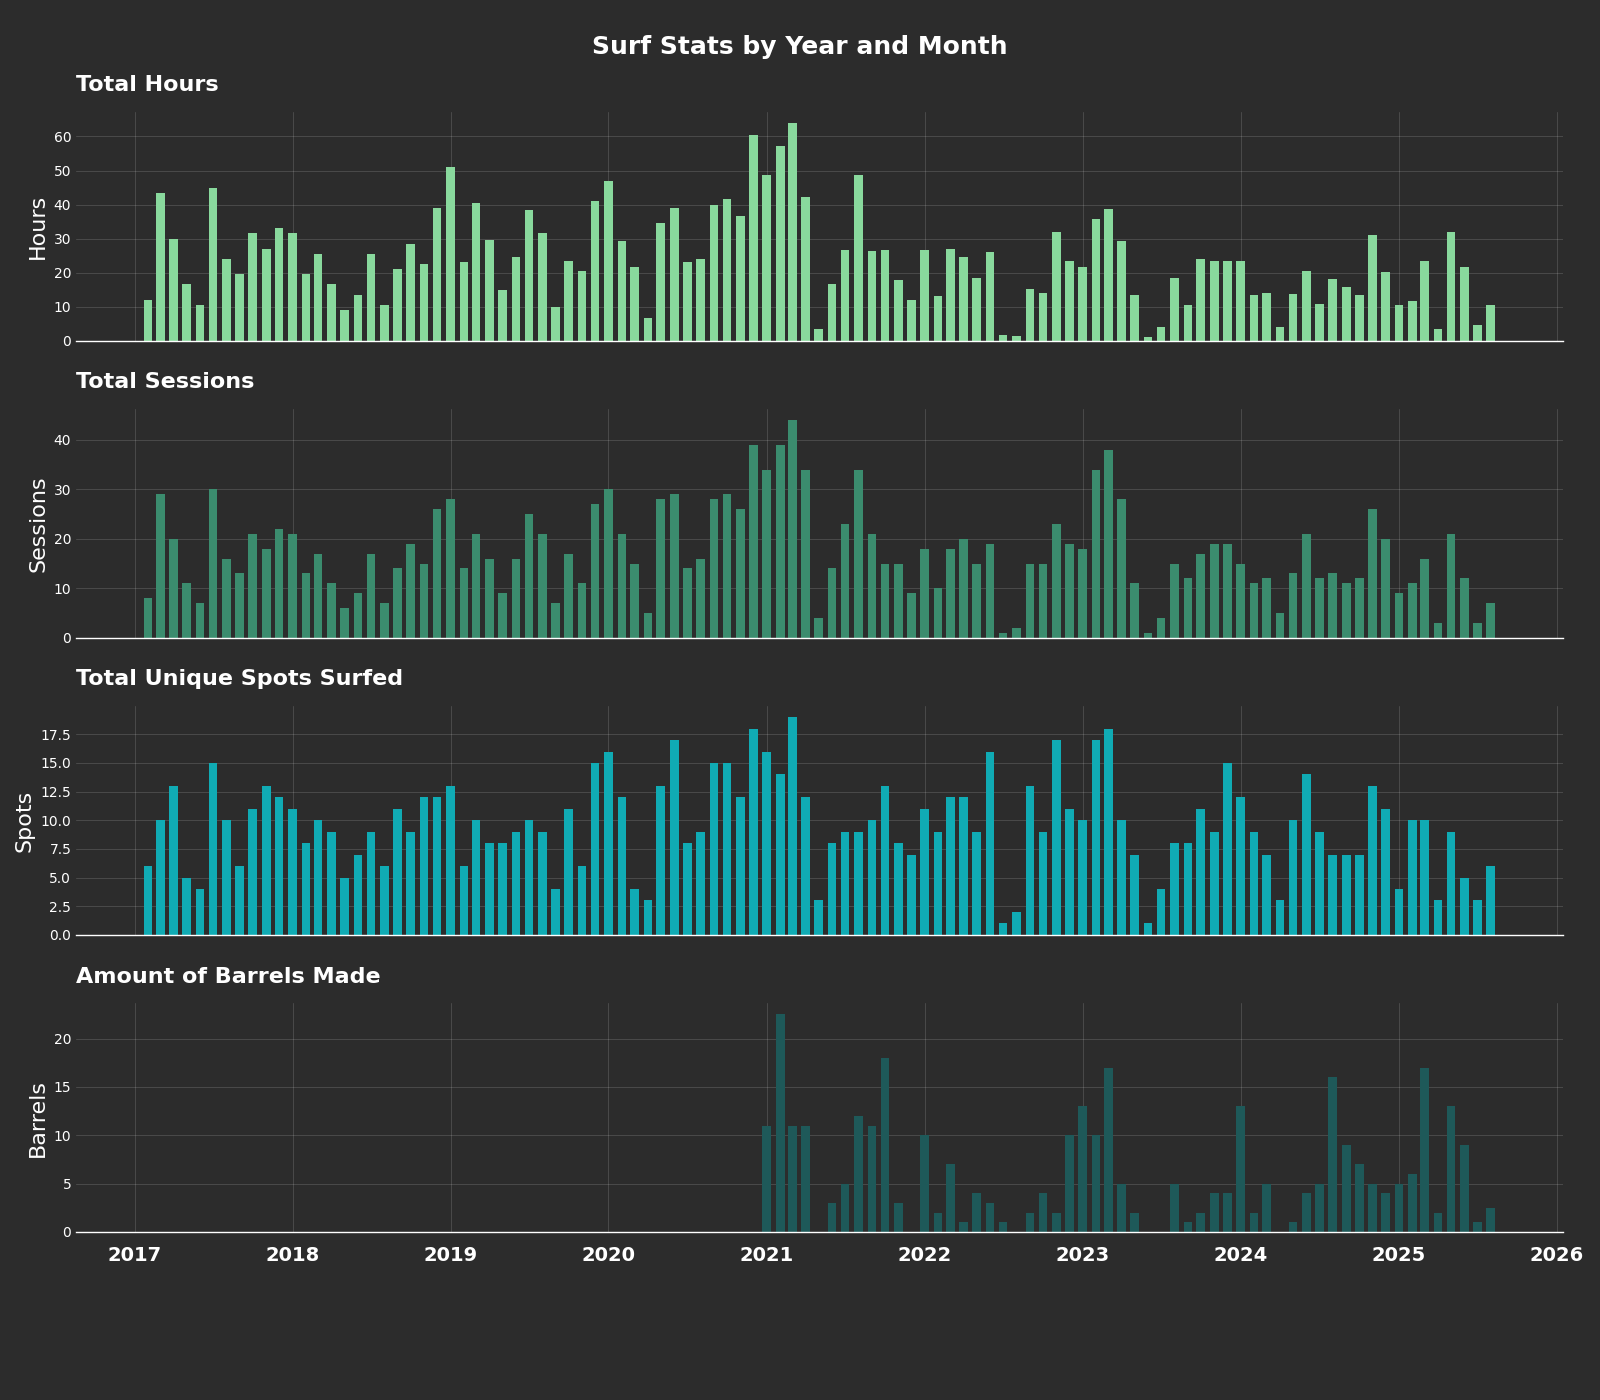 Surf Stats by Year and Month
Total Hours
Hours
60
50
40
30
20
10
0
Total Sessions
Sessions
40
30
20
10
0
Total Unique Spots Surfed
Spots
17.5
15.0
12.5
10.0
7.5
5.0
2.5
0.0
Amount of Barrels Made
Barrels
20
15
10
5
0
2017 2018 2019 2020 2021 2022 2023 2024 2025 2026